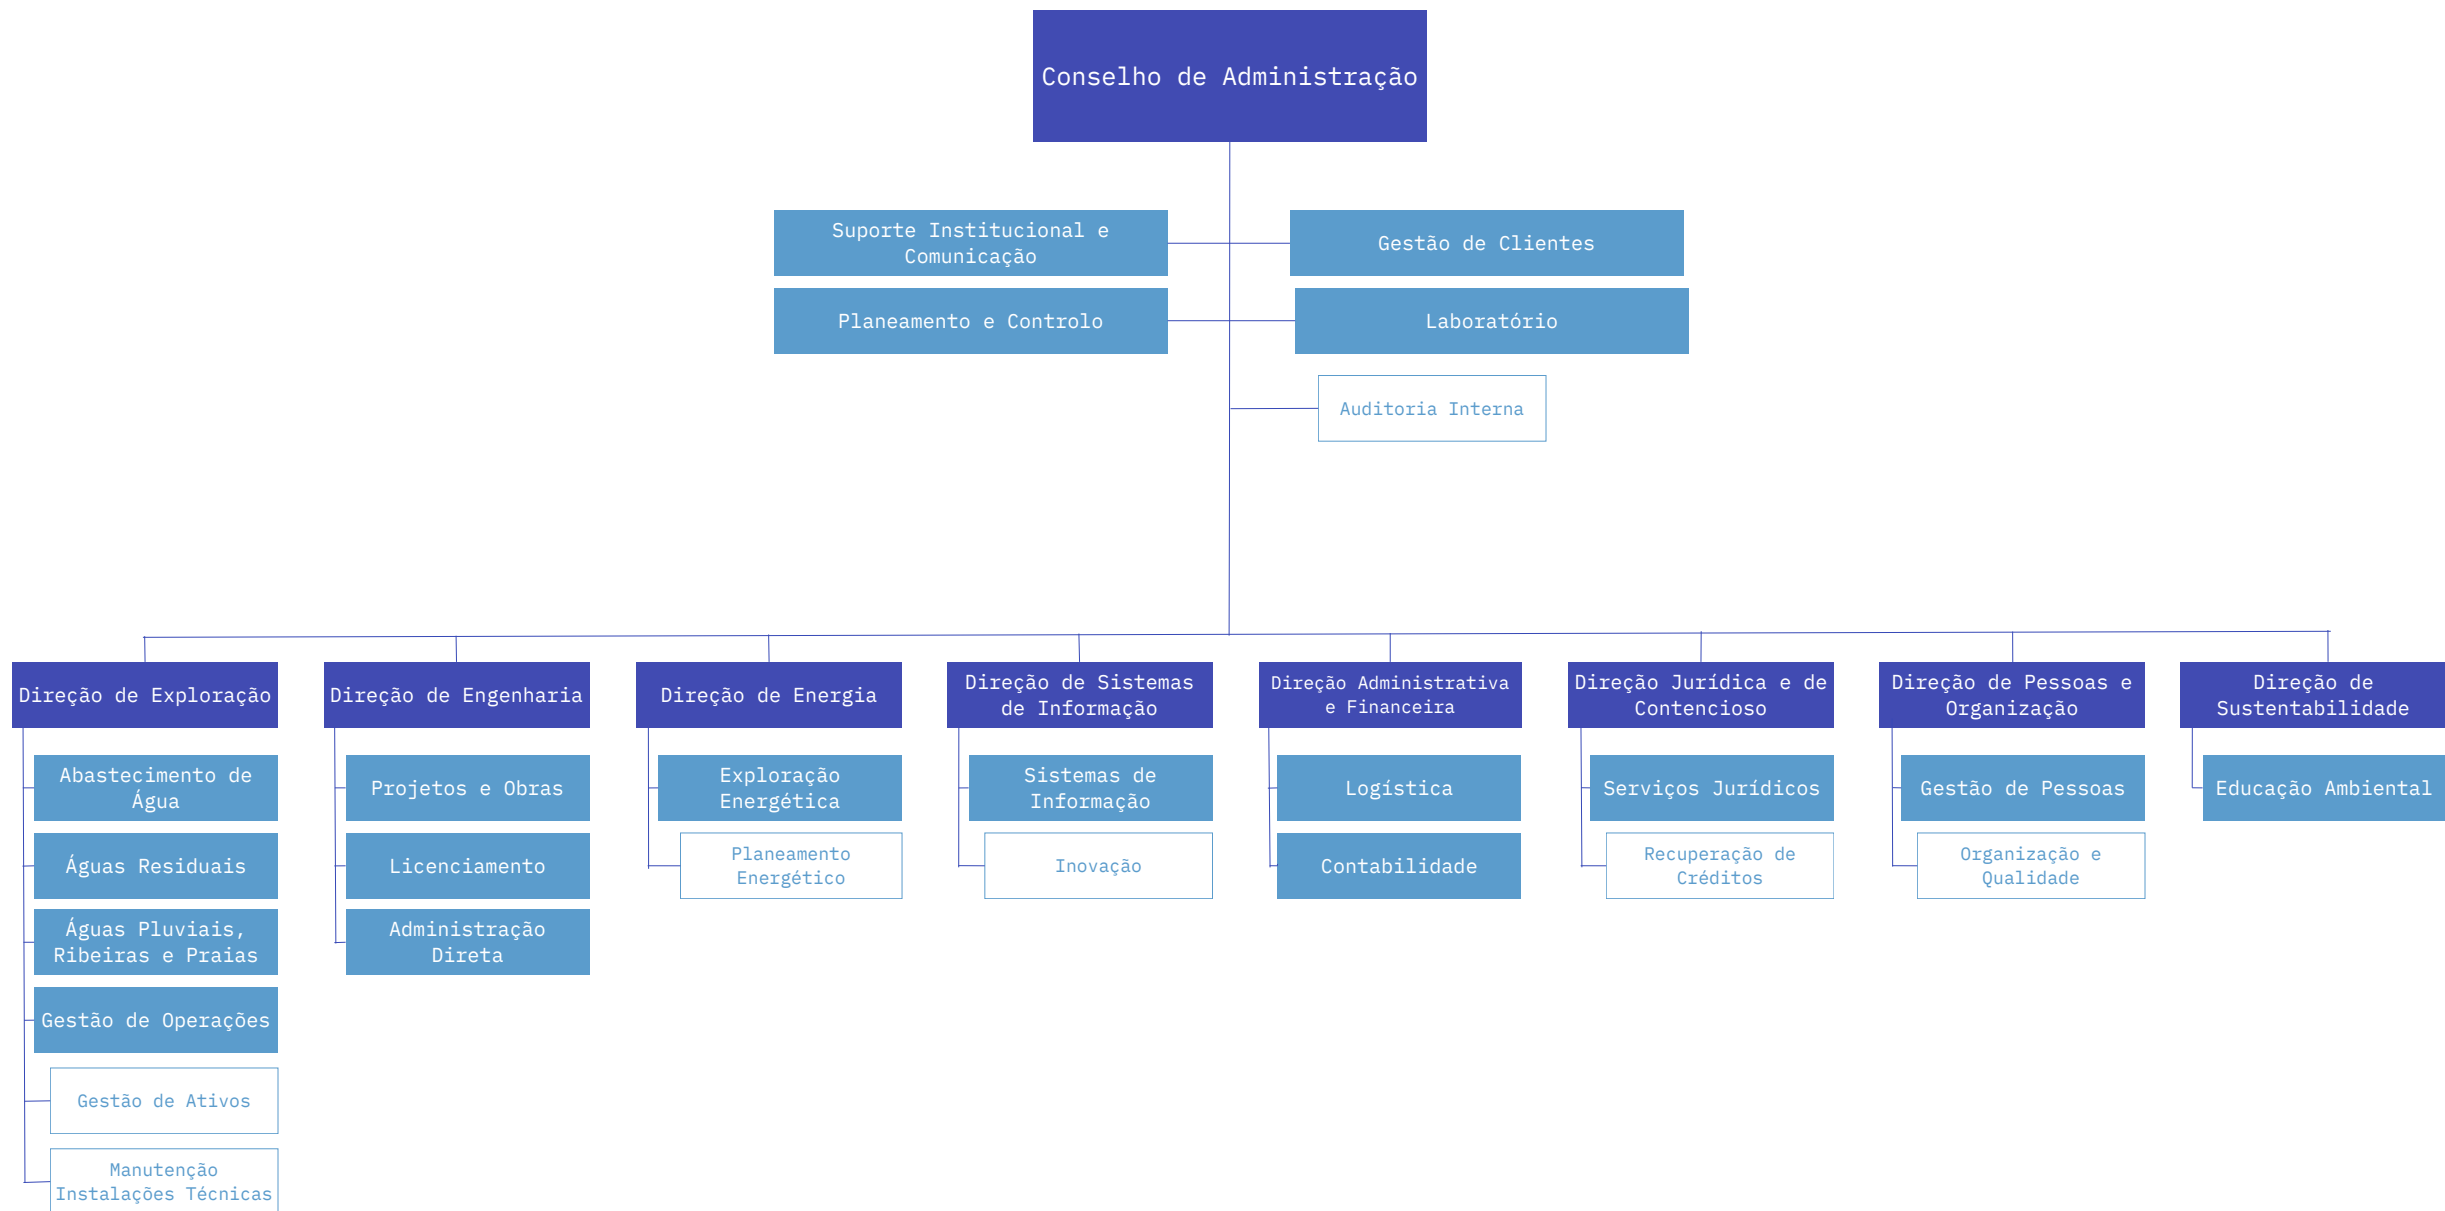 Conselho de Administração
Suporte Institucional e
Comunicação
Gestão de Clientes
Planeamento e Controlo
Laboratório
Auditoria Interna
Direção de Exploração
Abastecimento de
Água
Águas Residuais
Águas Pluviais,
Ribeiras e Praias
Gestão de Operações
Gestão de Ativos
Manutenção
Instalações Técnicas
Direção de Engenharia
Projetos e Obras
Licenciamento
Administração
Direta
Direção de Energia
Exploração
Energética
Planeamento
Energético
Direção de Sistemas
de Informação
Sistemas de
Informação
Inovação
Direção Administrativa
e Financeira
Logística
Contabilidade
Direção Jurídica e de
Contencioso
Serviços Jurídicos
Recuperação de
Créditos
Direção de Pessoas e
Organização
Gestão de Pessoas
Organização e
Qualidade
Direção de
Sustentabilidade
Educação Ambiental